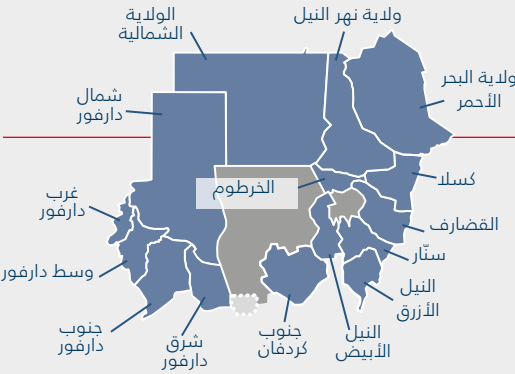 ولاية نهر النيل
الولاية
الشمالية
ولاية البحر
الأحمر
شمال
دارفور
كسلا
الخرطوم
غرب
دارفور
القضارف
سنّار
وسط دارفور
النيل
الأزرق
جنوب
دارفور
شرق
دارفور
جنوب
كردفان
النيل
الأبيض